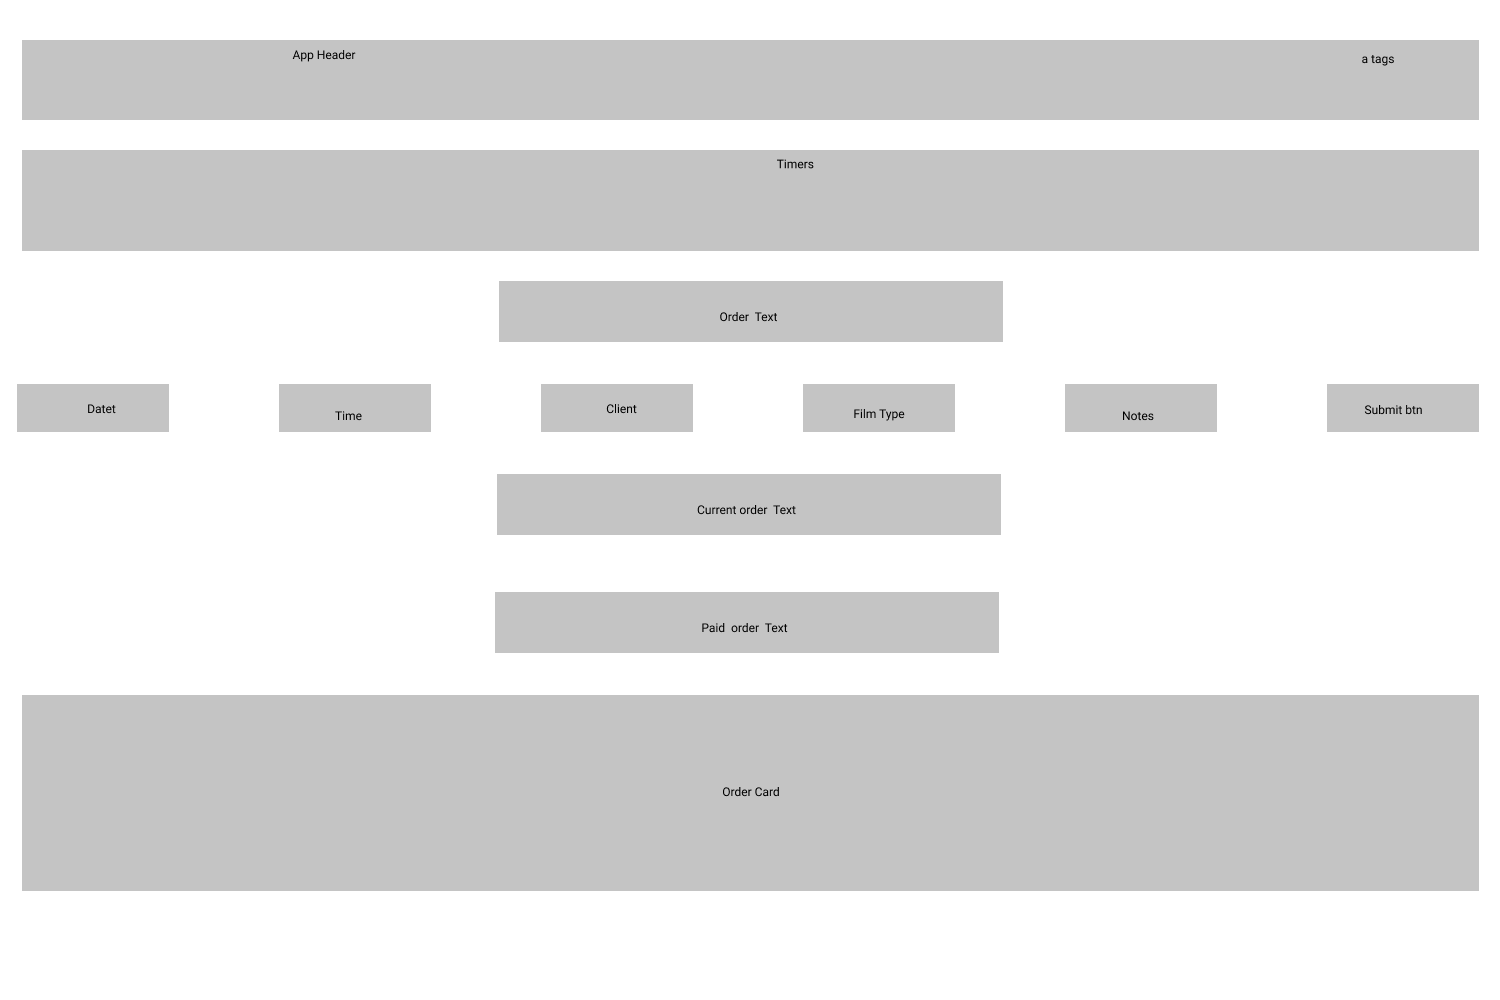 App Header
a tags
Timers
Order  Text
Datet
Time
Client
Film Type
Notes
Submit btn
Current order  Text
Paid  order  Text
Order Card